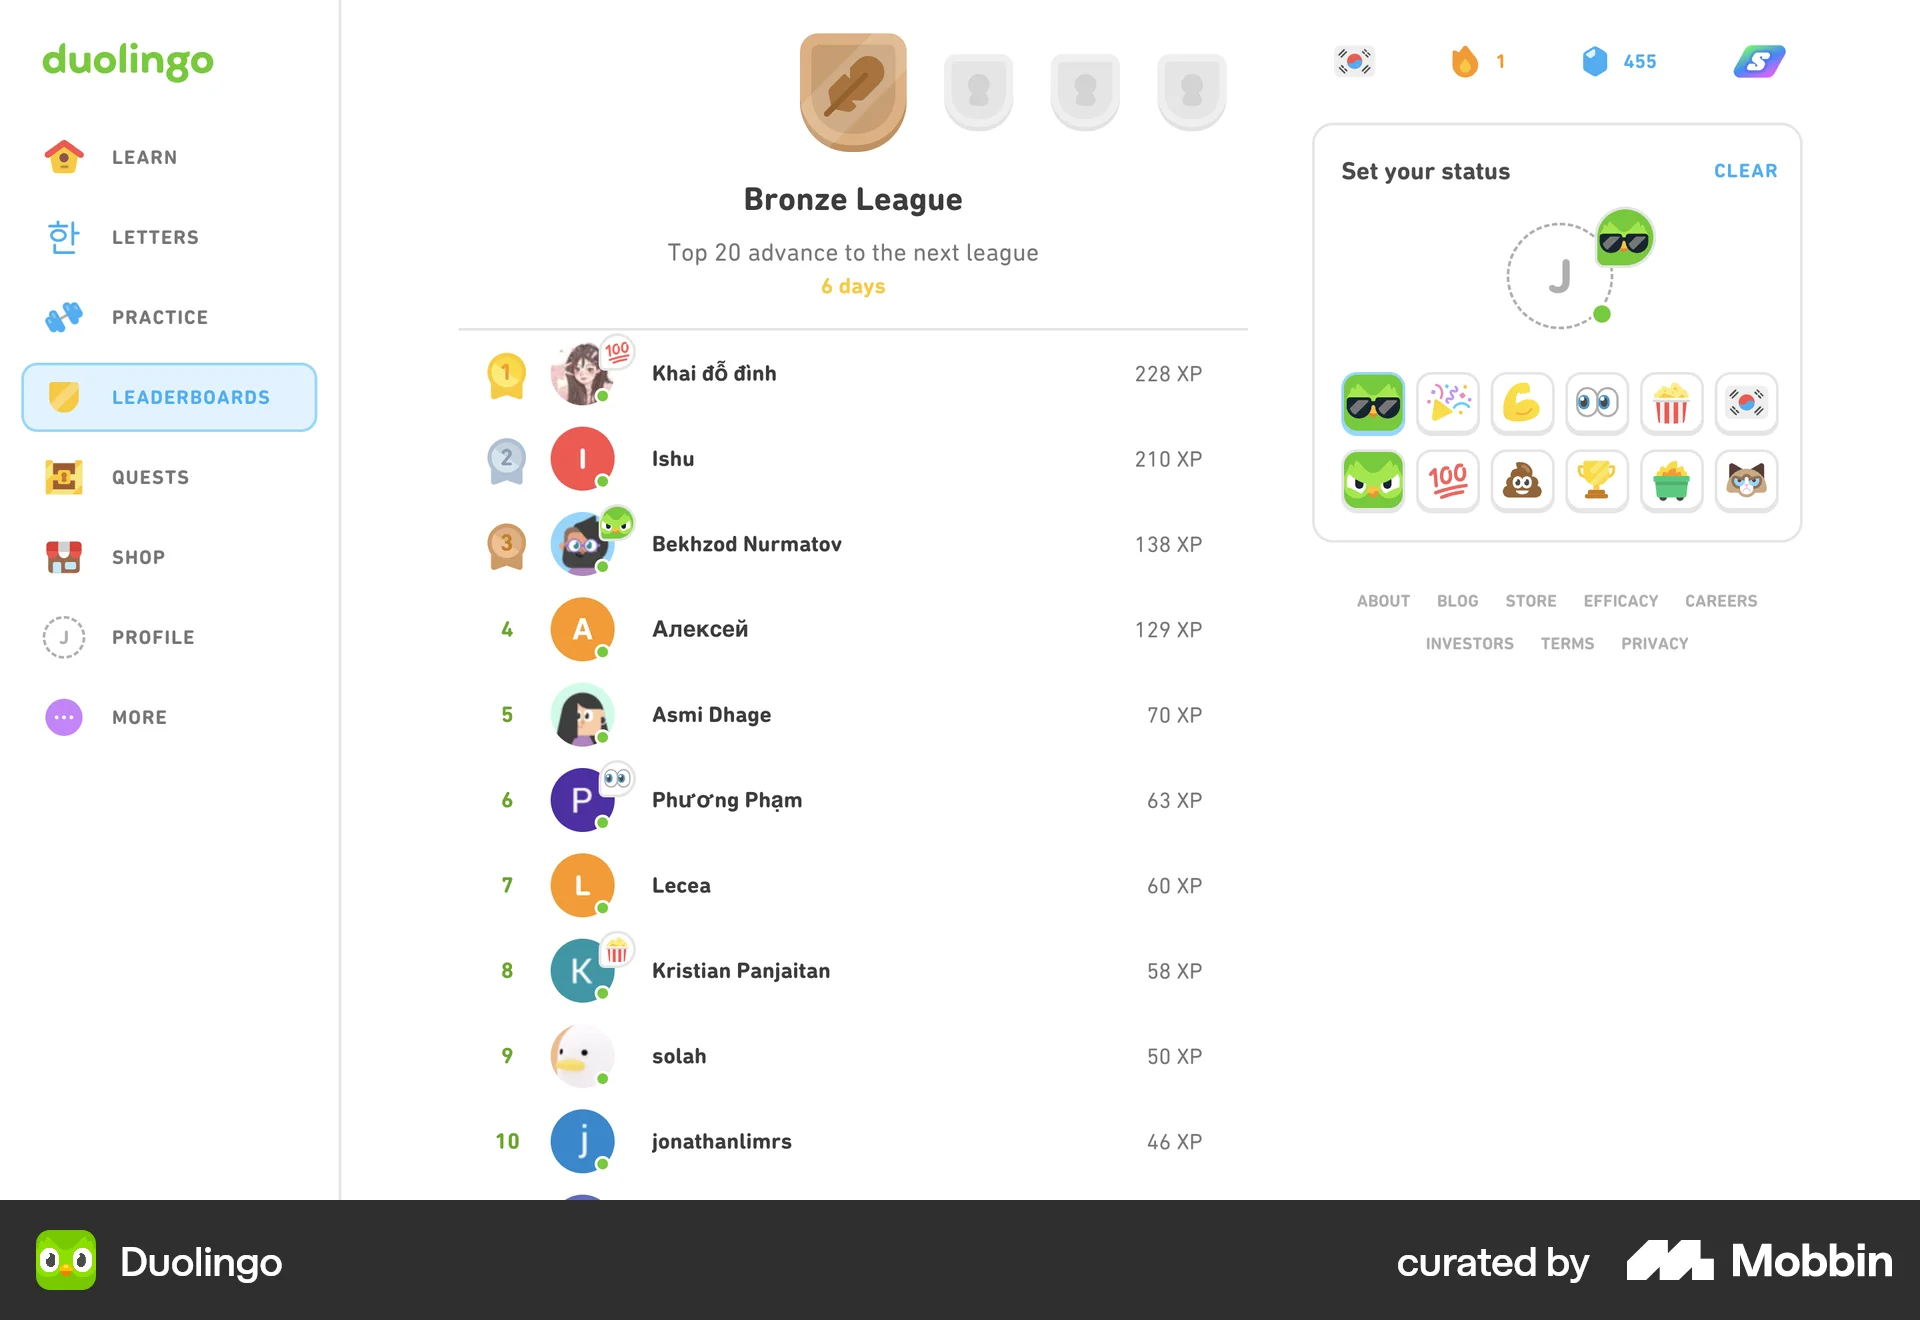 duolingo
LEARN
한
LETTERS
PRACTICE
LEADERBOARDS
QUESTS
SHOP
J
PROFILE
MORE
Bronze League
Top 20 advance to the next league
6 days
1
100
Khai đỗ đình
228 XP
2
I
Ishu
210 XP
3
Bekhzod Nurmatov
138 XP
4
A
Алексей
129 XP
5
Asmi Dhage
70 XP
6
P
Phương Phạm
63 XP
7
L
Lecea
60 XP
8
K
Kristian Panjaitan
58 XP
9
solah
50 XP
10
j
jonathanlimrs
46 XP
1
455
S
Set your status
CLEAR
J
100
ABOUT BLOG STORE EFFICACY CAREERS
INVESTORS TERMS PRIVACY
Duolingo
curated by
Mobbin